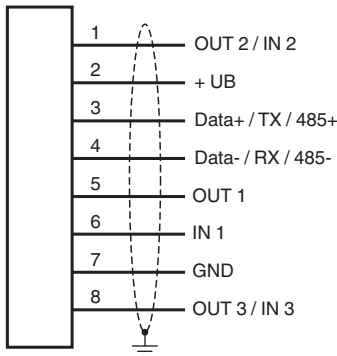 1 OUT 2 / IN 2
2 + UB
3 Data+ / TX / 485+
4 Data- / RX / 485-
5 OUT 1
6 IN 1
7 GND
8 OUT 3 / IN 3